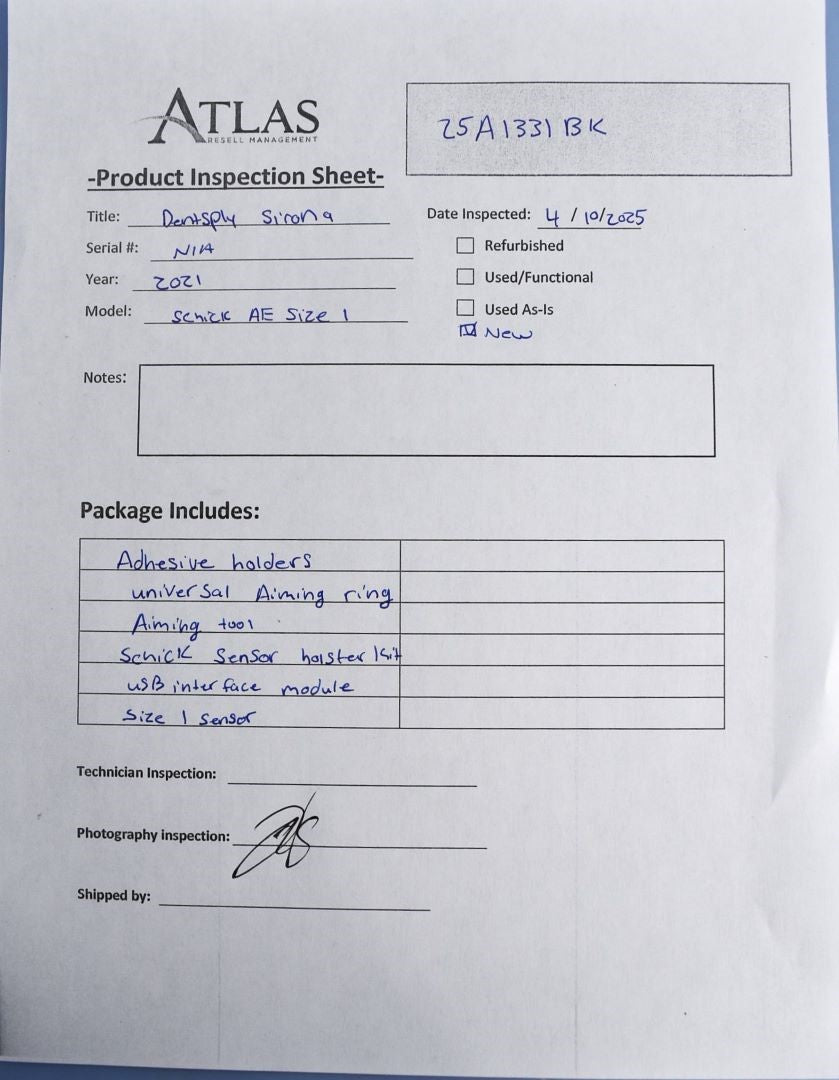 ATLAS
RESELL MANAGEMENT
25A1331BK
-Product Inspection Sheet-
Title: Dentsply Sirona
Date Inspected: 4/10/2025
Serial #: N/A
Refurbished
Year: 2021
Used/Functional
Model: Schick AE Size 1
Used As-Is
New
Notes:
Package Includes:
Adhesive holders
universal Aiming ring
Aiming tool
Schick Sensor holster kit
USB interface module
Size 1 Sensor
Technician Inspection:
Photography inspection:
Shipped by: